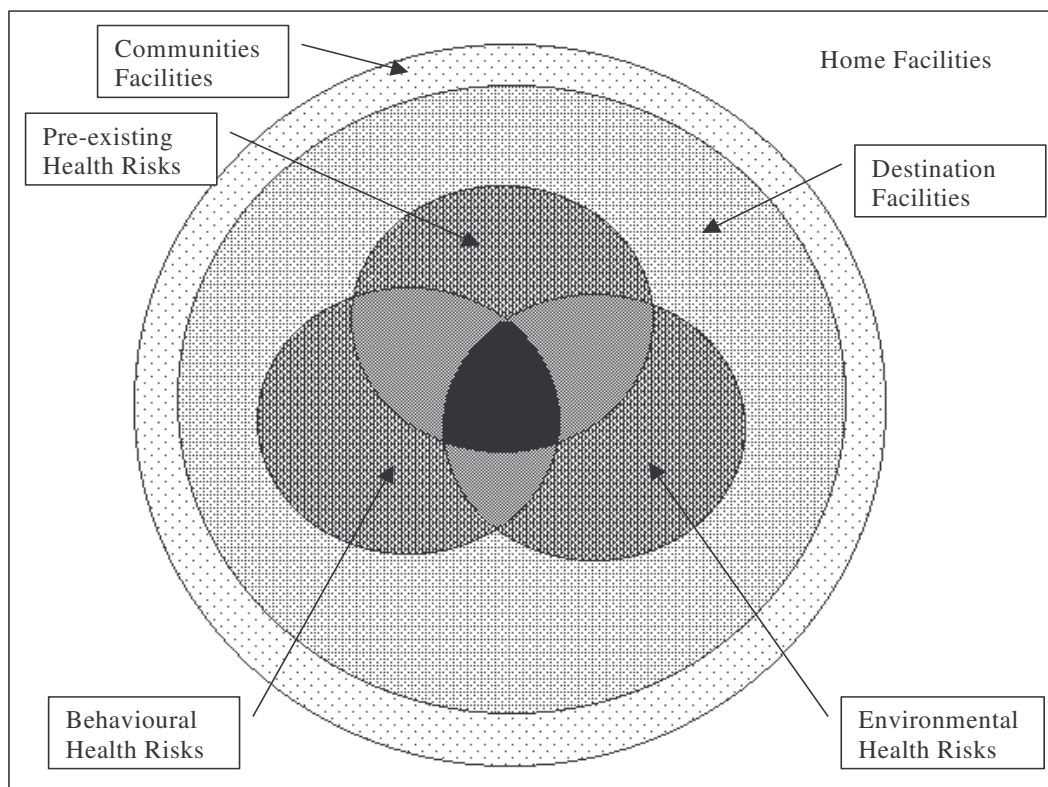 Communities
Facilities
Home Facilities
Pre-existing
Health Risks
Destination
Facilities
Behavioural
Health Risks
Environmental
Health Risks